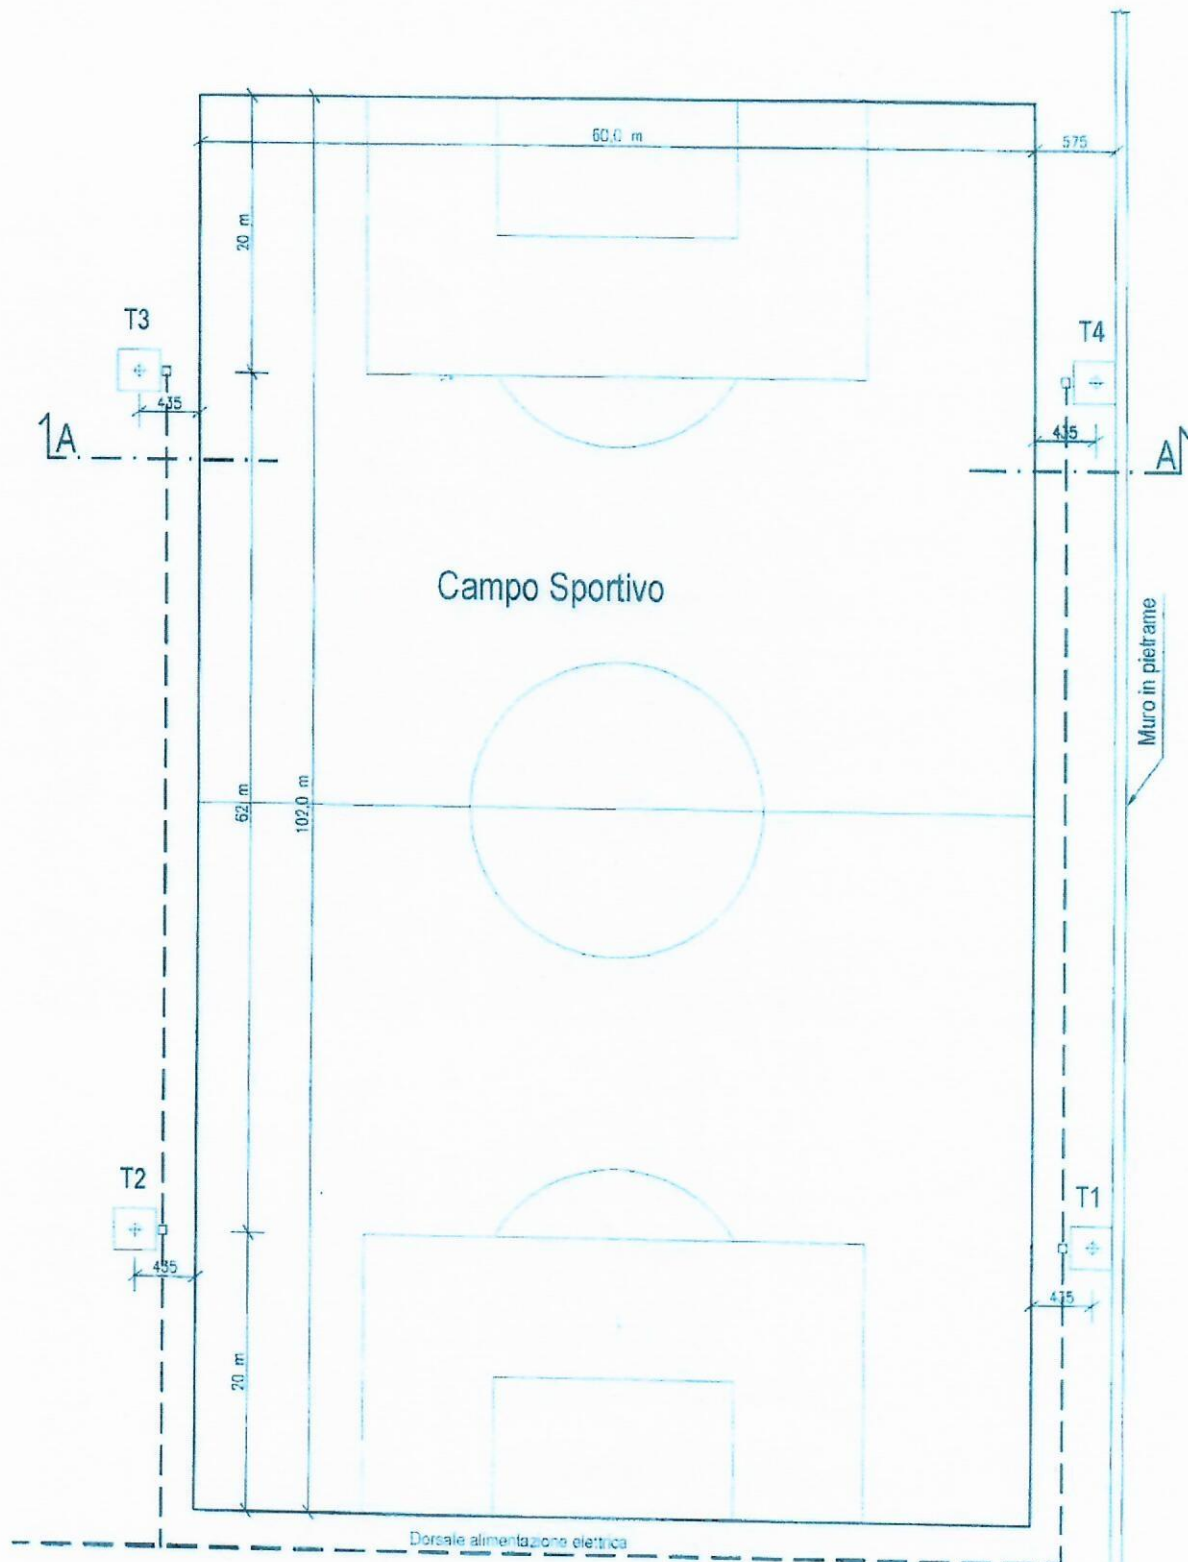 60,0 m
575
20 m
T3
T4
435
435
A
A
Campo Sportivo
Muro in pietrame
62 m
102,0 m
T2
T1
435
435
20 m
Dorsale alimentazione elettrica